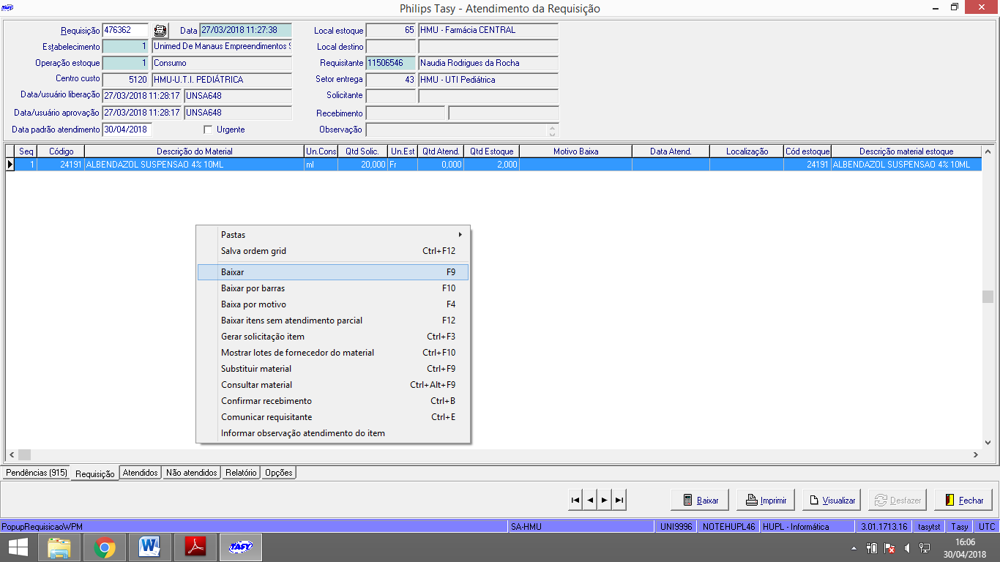 TASY Philips Tasy - Atendimento da Requisição
Requisição 476362 Data 27/03/2018 11:27:38 Local estoque 65 HMU - Farmácia CENTRAL
Estabelecimento 1 Unimed De Manaus Empreendimentos S Local destino
Operação estoque 1 Consumo Requisitante 11506546 Naudia Rodrigues da Rocha
Centro custo 5120 HMU-U.T.I. PEDIÁTRICA Setor entrega 43 HMU - UTI Pediátrica
Data/usuário liberação 27/03/2018 11:28:17 UNSA648 Solicitante
Data/usuário aprovação 27/03/2018 11:28:17 UNSA648 Recebimento
Data padrão atendimento 30/04/2018 Urgente Observação
Seq Código Descrição do Material Un.Cons Qtd Solic. Un.Est Qtd Atend. Qtd Estoque Motivo Baixa Data Atend. Localização Cód estoque Descrição material estoque
1 24191 ALBENDAZOL SUSPENSAO 4% 10ML ml 20,000 Fr 0,000 2,000 24191 ALBENDAZOL SUSPENSAO 4% 10ML
Pastas
Salva ordem grid Ctrl+F12
Baixar F9
Baixar por barras F10
Baixa por motivo F4
Baixar itens sem atendimento parcial F12
Gerar solicitação item Ctrl+F3
Mostrar lotes de fornecedor do material Ctrl+F10
Substituir material Ctrl+F9
Consultar material Ctrl+Alt+F9
Confirmar recebimento Ctrl+B
Comunicar requisitante Ctrl+E
Informar observação atendimento do item
Pendências (915) Requisição Atendidos Não atendidos Relatório Opções
Baixar Imprimir Visualizar Desfazer Fechar
PopupRequisicaoWPM SA-HMU UNI9996 NOTEHUPL46 HUPL - Informática 3.01.1713.16 tasytst Tasy UTC
TASY 16:06
30/04/2018